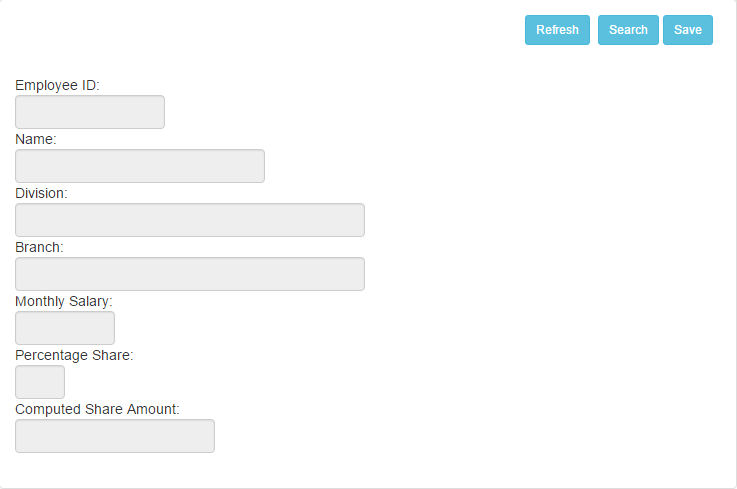 Refresh Search Save
Employee ID:
Name:
Division:
Branch:
Monthly Salary:
Percentage Share:
Computed Share Amount: